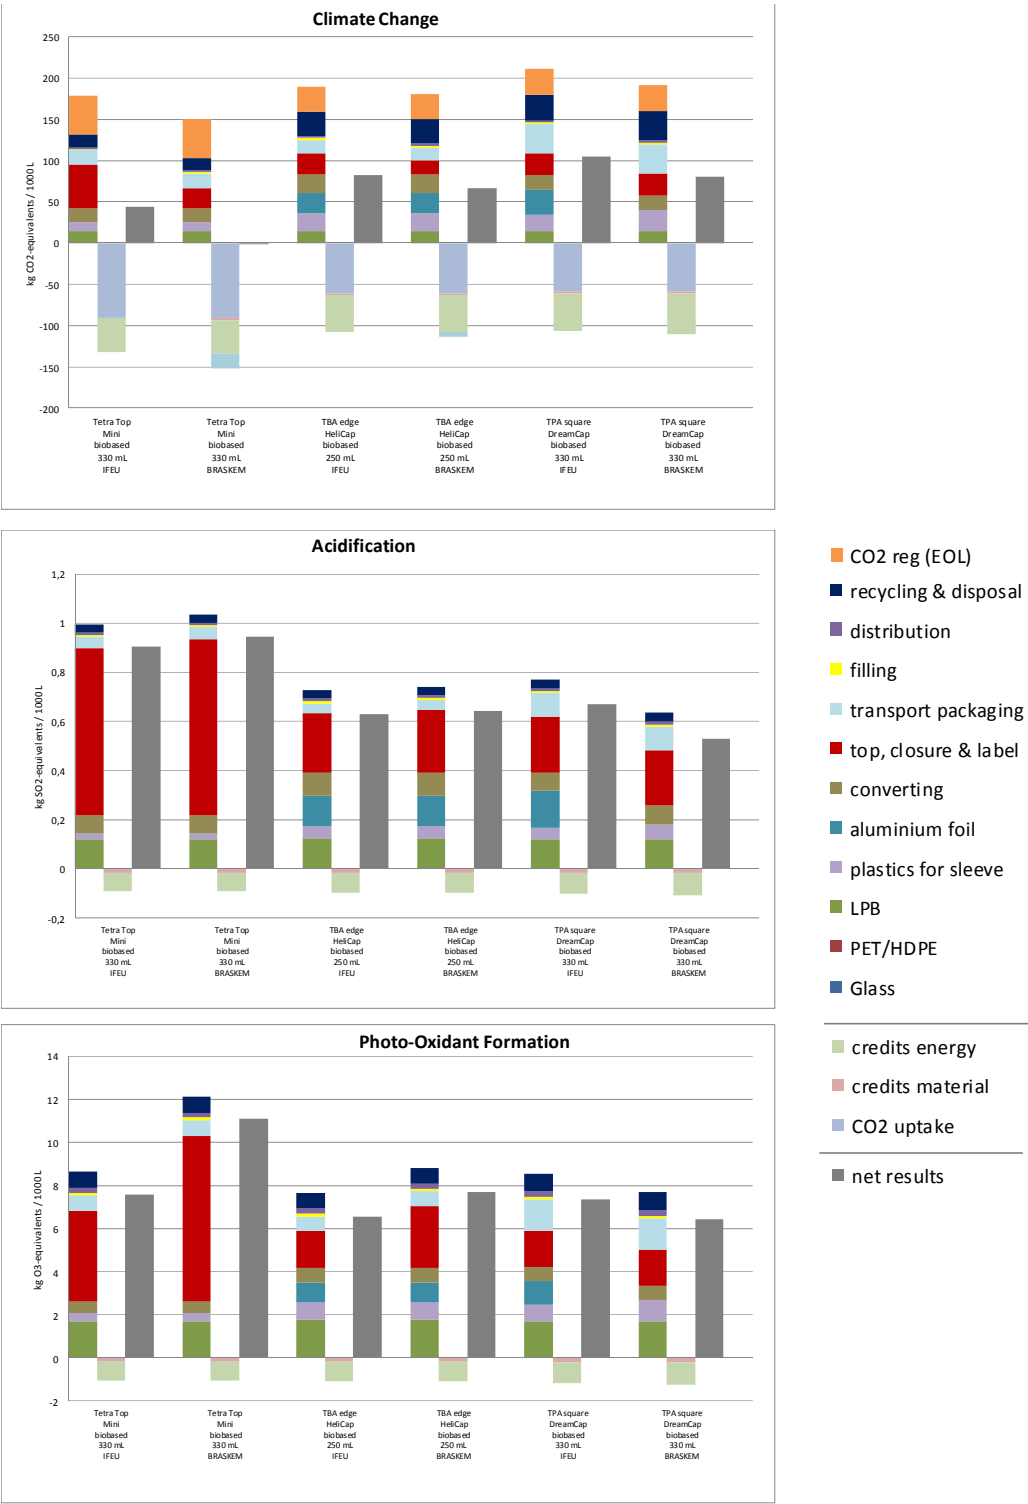 Climate Change
kg CO2-equivalents / 1000 L
250
200
150
100
50
0
-50
-100
-150
-200
Tetra Top
Mini
biobased
330 mL
IFEU
Tetra Top
Mini
biobased
330 mL
BRASKEM
TBA edge
HeliCap
biobased
250 mL
IFEU
TBA edge
HeliCap
biobased
250 mL
BRASKEM
TPA square
DreamCap
biobased
330 mL
IFEU
TPA square
DreamCap
biobased
330 mL
BRASKEM
Acidification
kg SO2-equivalents / 1000 L
1,2
1
0,8
0,6
0,4
0,2
0
-0,2
Tetra Top
Mini
biobased
330 mL
IFEU
Tetra Top
Mini
biobased
330 mL
BRASKEM
TBA edge
HeliCap
biobased
250 mL
IFEU
TBA edge
HeliCap
biobased
250 mL
BRASKEM
TPA square
DreamCap
biobased
330 mL
IFEU
TPA square
DreamCap
biobased
330 mL
BRASKEM
Photo-Oxidant Formation
kg O3-equivalents / 1000 L
14
12
10
8
6
4
2
0
-2
Tetra Top
Mini
biobased
330 mL
IFEU
Tetra Top
Mini
biobased
330 mL
BRASKEM
TBA edge
HeliCap
biobased
250 mL
IFEU
TBA edge
HeliCap
biobased
250 mL
BRASKEM
TPA square
DreamCap
biobased
330 mL
IFEU
TPA square
DreamCap
biobased
330 mL
BRASKEM
CO2 reg (EOL)
recycling & disposal
distribution
filling
transport packaging
top, closure & label
converting
aluminium foil
plastics for sleeve
LPB
PET/HDPE
Glass
credits energy
credits material
CO2 uptake
net results